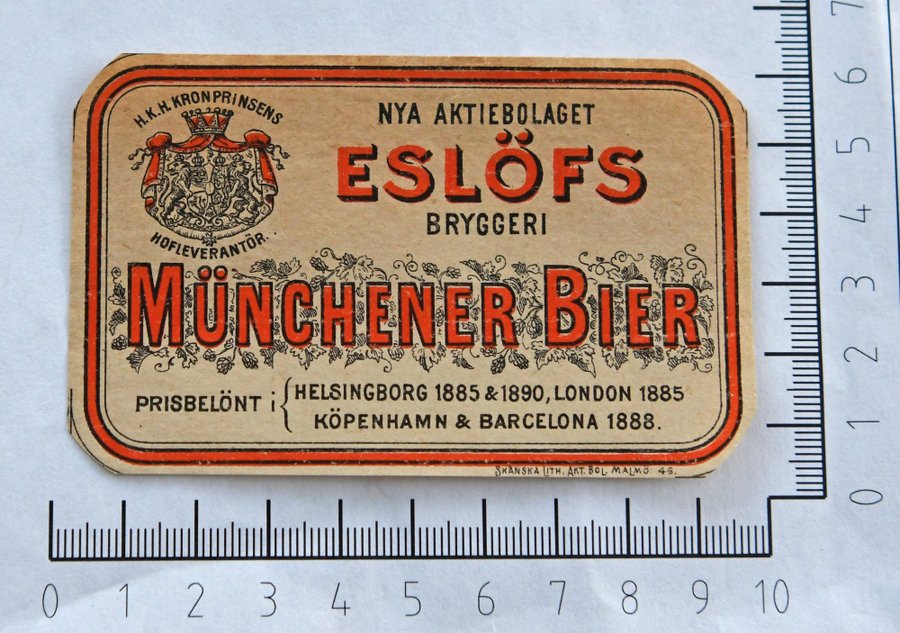 H.K.H. KRONPRINSENS
HOFLEVERANTÖR.
NYA AKTIEBOLAGET
ESLÖFS
BRYGGERI
MÜNCHENER BIER
PRISBELÖNT i { HELSINGBORG 1885 & 1890, LONDON 1885
KÖPENHAMN & BARCELONA 1888.
SKÅNSKA LITH. AKT. BOL. MALMÖ 46.
7
6
5
4
3
2
1
0
0 1 2 3 4 5 6 7 8 9 10